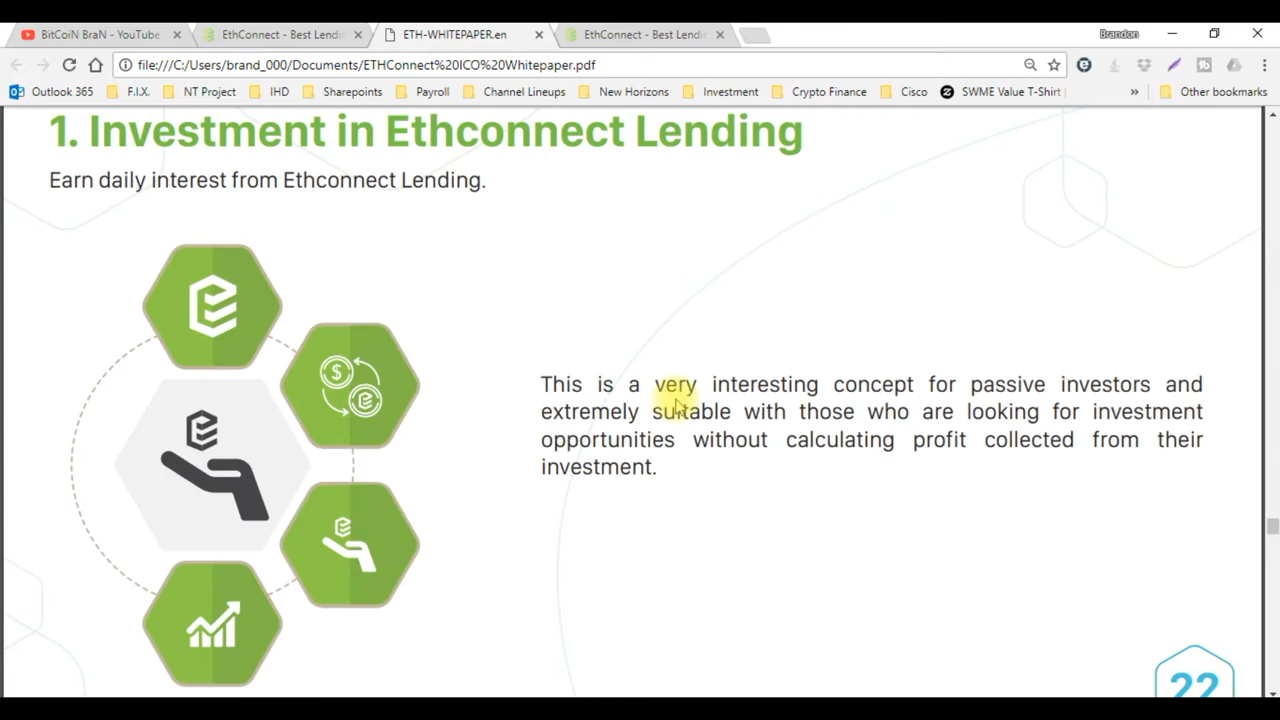 BitCoiN BraN - YouTube
EthConnect - Best Lendin
ETH-WHITEPAPER.en
EthConnect - Best Lendin
Brandon
file:///C:/Users/brand_000/Documents/ETHConnect%20ICO%20Whitepaper.pdf
Outlook 365
F.I.X.
NT Project
IHD
Sharepoints
Payroll
Channel Lineups
New Horizons
Investment
Crypto Finance
Cisco
SWME Value T-Shirt
Other bookmarks
1. Investment in Ethconnect Lending
Earn daily interest from Ethconnect Lending.
This is a very interesting concept for passive investors and
extremely suitable with those who are looking for investment
opportunities without calculating profit collected from their
investment.
22